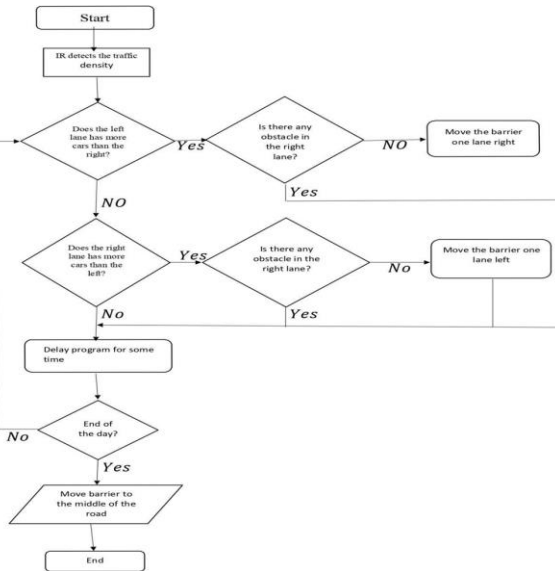 Start
IR detects the traffic
density
Does the left
lane has more
cars than the
right?
Yes
Is there any
obstacle in
the right
lane?
NO
Move the barrier
one lane right
Yes
NO
Does the right
lane has more
cars than the
left?
Yes
Is there any
obstacle in the
right lane?
No
Move the barrier one
lane left
Yes
No
Delay program for some
time
End of
the day?
No
Yes
Move barrier to
the middle of the
road
End